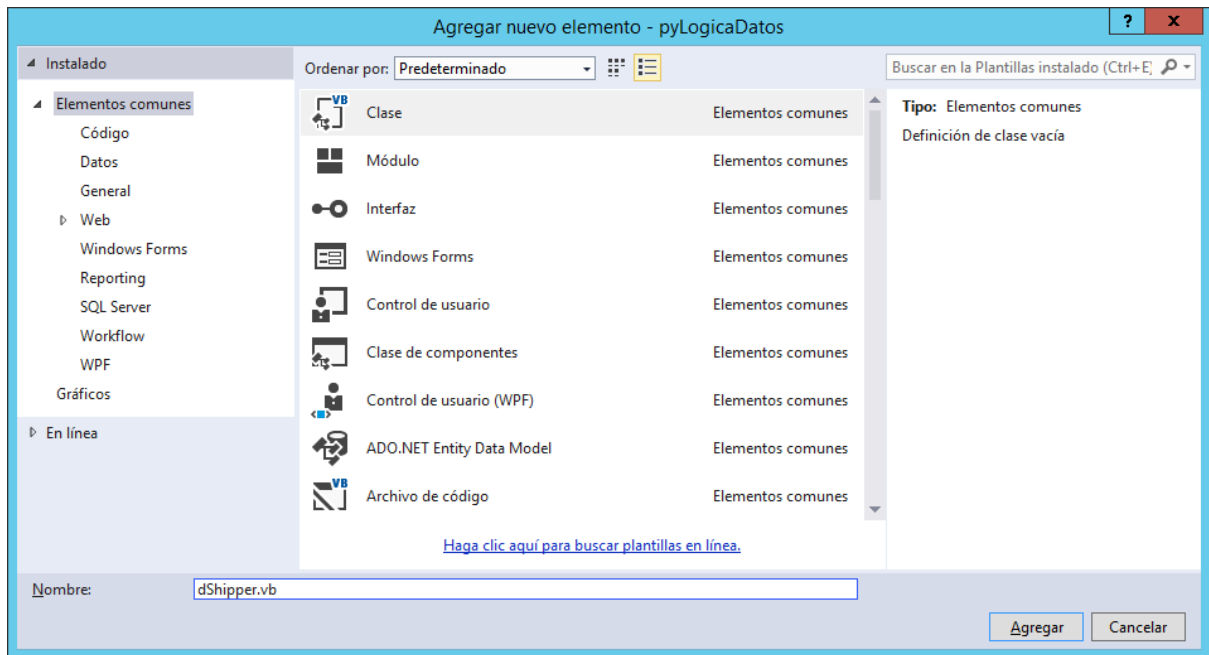 Agregar nuevo elemento - pyLogicaDatos
? x
Instalado
Elementos comunes
Código
Datos
General
Web
Windows Forms
Reporting
SQL Server
Workflow
WPF
Gráficos
En línea
Ordenar por: Predeterminado
VB Clase Elementos comunes
Módulo Elementos comunes
Interfaz Elementos comunes
Windows Forms Elementos comunes
Control de usuario Elementos comunes
Clase de componentes Elementos comunes
Control de usuario (WPF) Elementos comunes
ADO.NET Entity Data Model Elementos comunes
VB Archivo de código Elementos comunes
Haga clic aquí para buscar plantillas en línea.
Buscar en la Plantillas instalado (Ctrl+E)
Tipo: Elementos comunes
Definición de clase vacía
Nombre: dShipper.vb
Agregar Cancelar